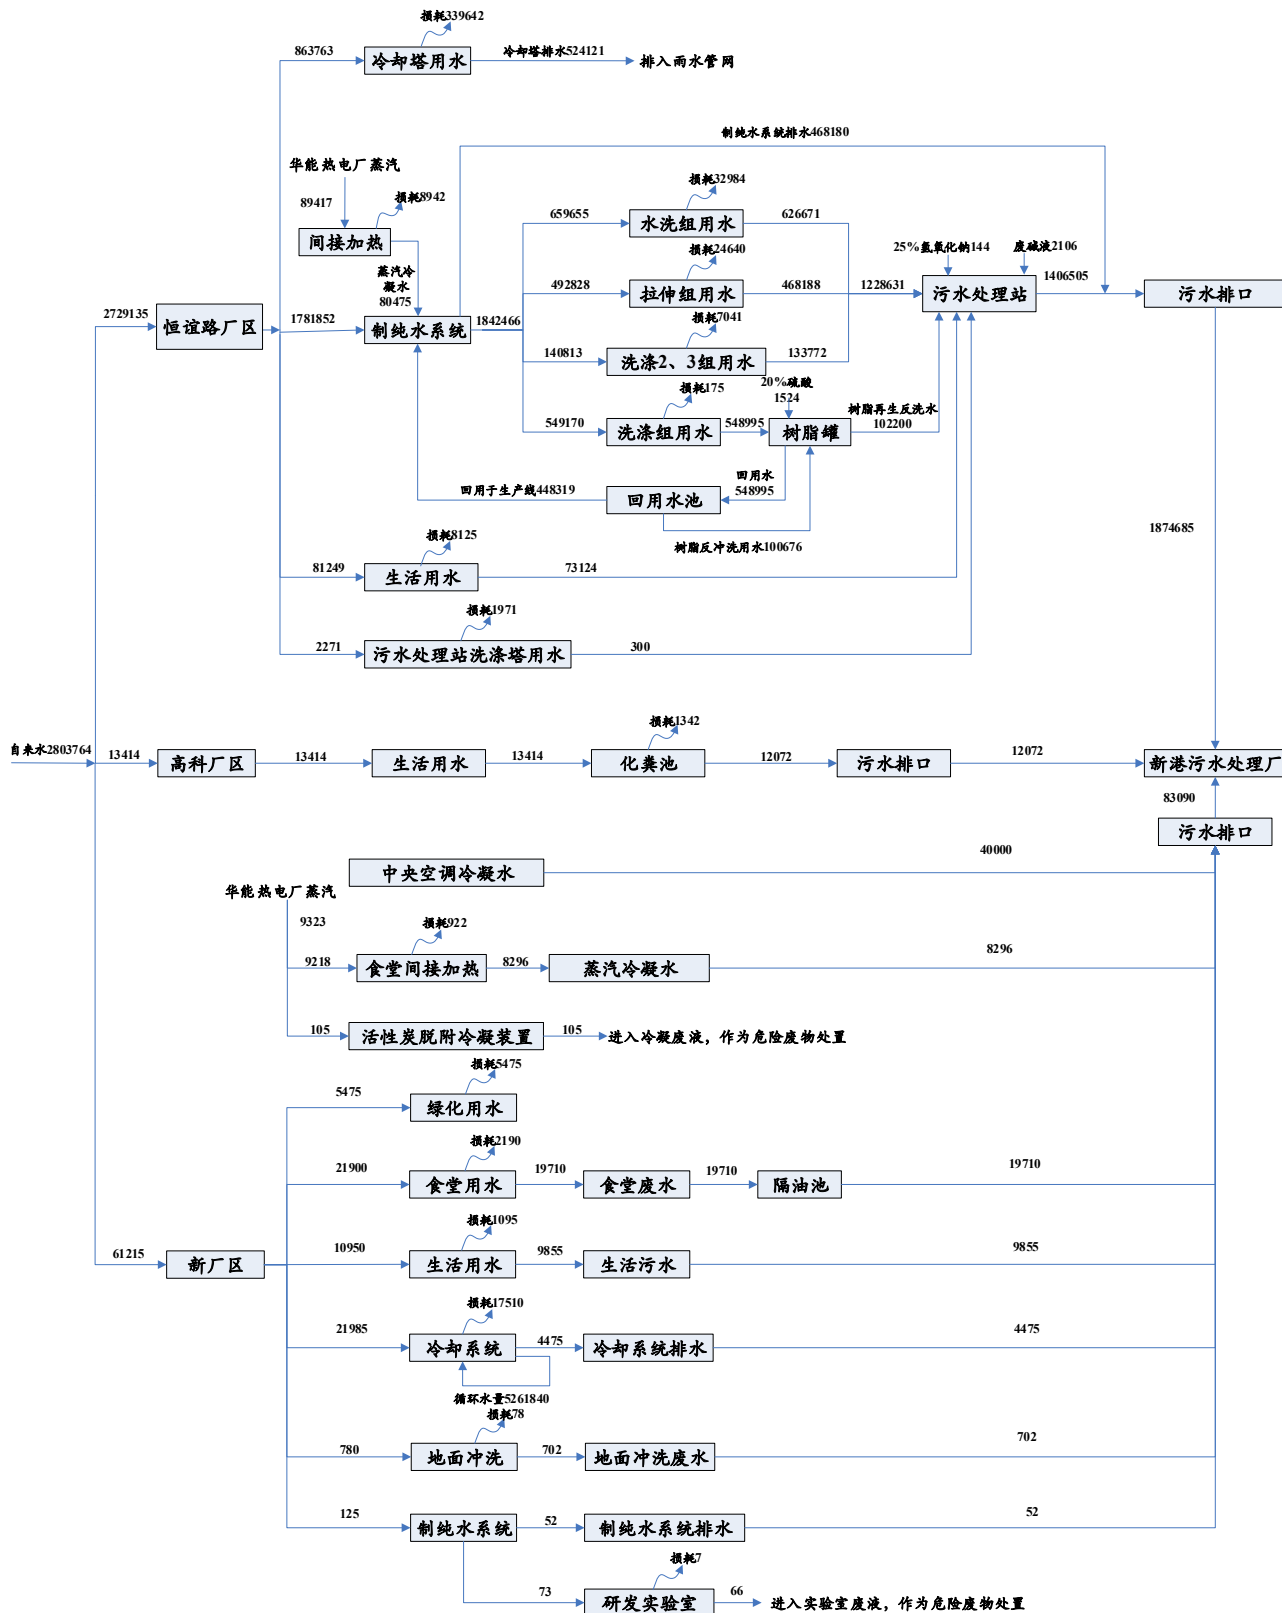 损耗339642
863763
冷却塔用水
冷却塔排水524121
排入雨水管网
制纯水系统排水468180
华能热电厂蒸汽
89417
损耗8942
间接加热
蒸汽冷
凝水
80475
损耗32984
659655
水洗组用水
626671
损耗24640
492828
拉伸组用水
468188
1228631
25%氢氧化钠144
废碱液2106
污水处理站
1406505
污水排口
2729135
恒谊路厂区
1781852
制纯水系统
1842466
损耗7041
140813
洗涤2、3组用水
133772
损耗175
20%硫酸
1524
549170
洗涤组用水
548995
树脂罐
树脂再生反洗水
102200
回用于生产线448319
回用水池
回用水
548995
树脂反冲洗用水100676
1874685
损耗8125
81249
生活用水
73124
损耗1971
2271
污水处理站洗涤塔用水
300
自来水2803764
13414
高科厂区
13414
生活用水
13414
损耗1342
化粪池
12072
污水排口
12072
新港污水处理厂
83090
污水排口
中央空调冷凝水
40000
华能热电厂蒸汽
9323
损耗922
9218
食堂间接加热
8296
蒸汽冷凝水
8296
105
活性炭脱附冷凝装置
105
进入冷凝废液，作为危险废物处置
损耗5475
5475
绿化用水
损耗2190
21900
食堂用水
19710
食堂废水
19710
隔油池
19710
61215
新厂区
损耗1095
10950
生活用水
9855
生活污水
9855
损耗17510
21985
冷却系统
4475
冷却系统排水
4475
循环水量5261840
损耗78
780
地面冲洗
702
地面冲洗废水
702
125
制纯水系统
52
制纯水系统排水
52
损耗7
73
研发实验室
66
进入实验室废液，作为危险废物处置